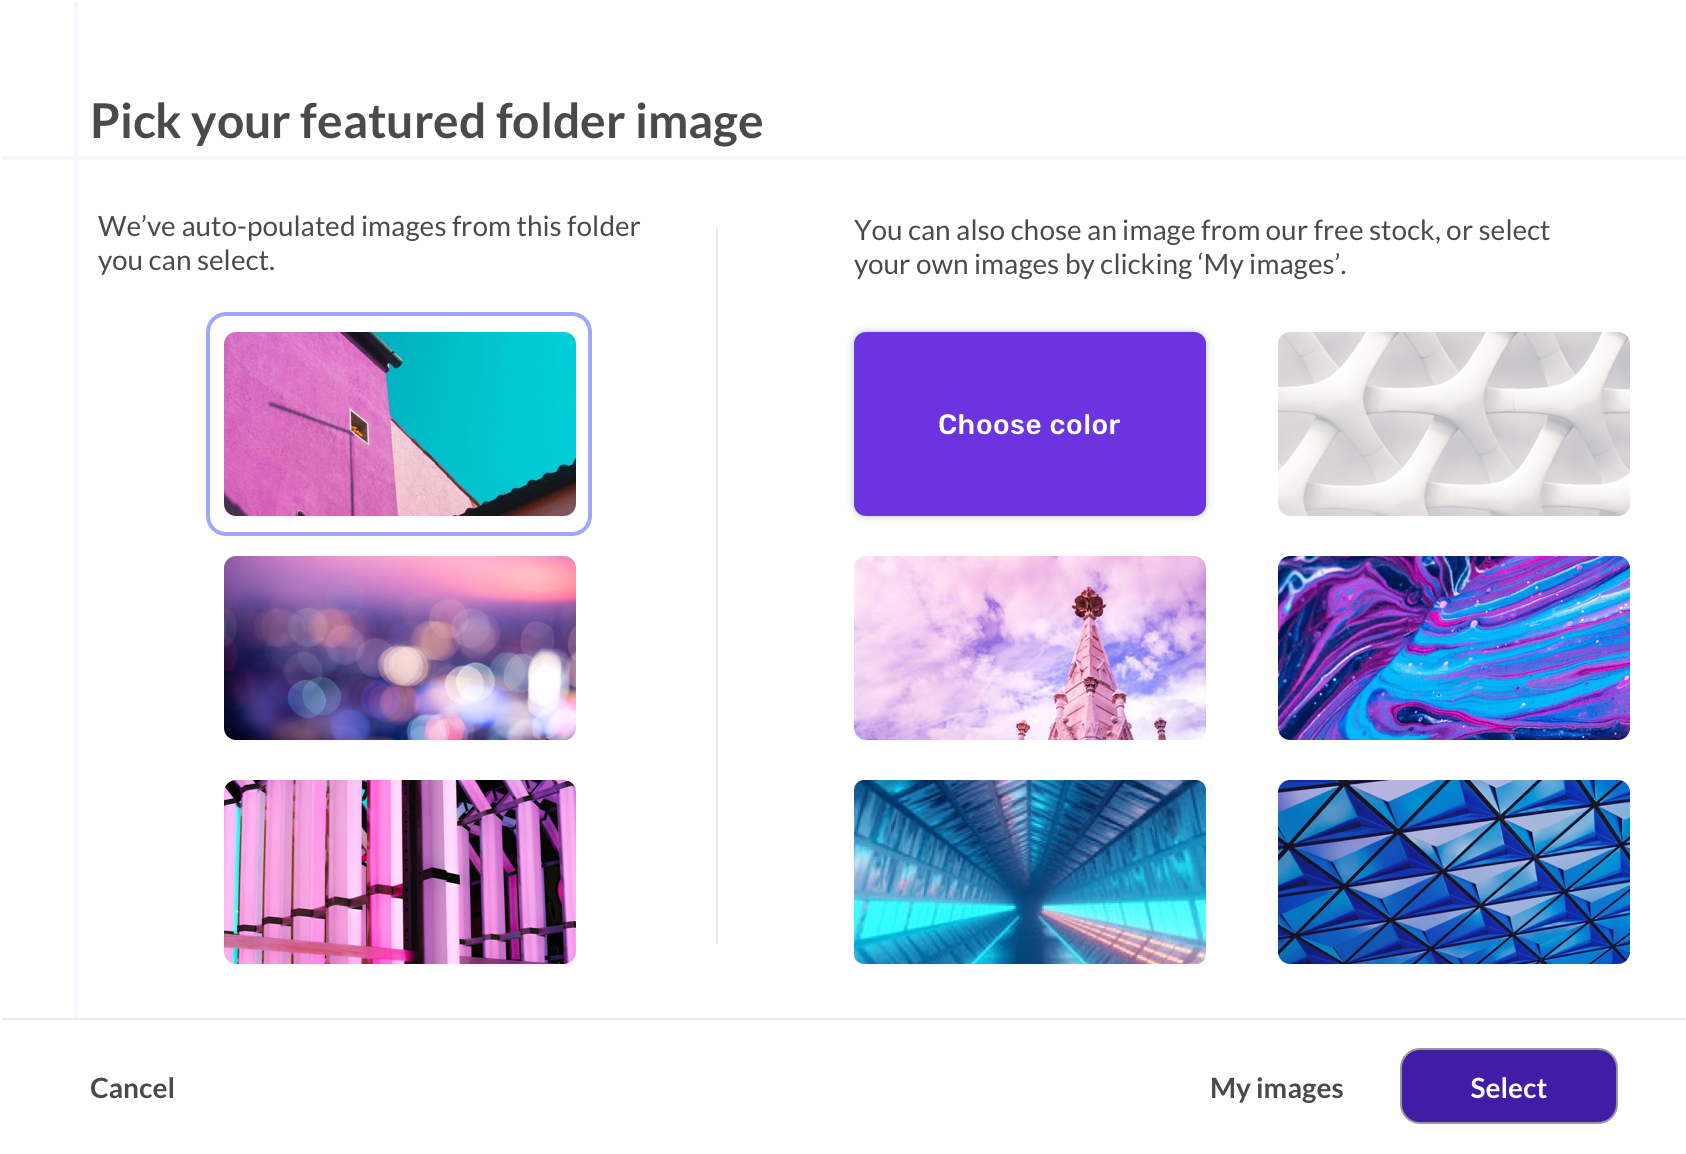 Pick your featured folder image
We’ve auto-poulated images from this folder
you can select.
You can also chose an image from our free stock, or select
your own images by clicking ‘My images’.
Choose color
Cancel
My images
Select